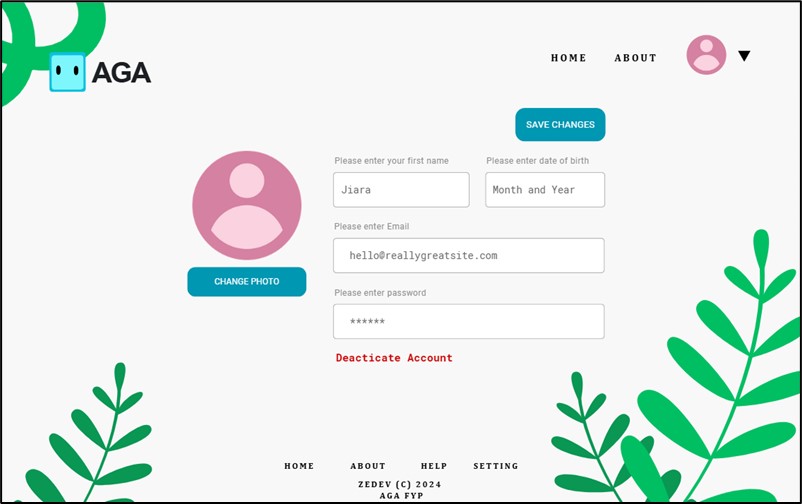 HOME ABOUT
AGA
SAVE CHANGES
Please enter your first name Please enter date of birth
Jiara Month and Year
Please enter Email
hello@reallygreatsite.com
CHANGE PHOTO
Please enter password
******
Deacticate Account
HOME ABOUT HELP SETTING
ZEDEV (C) 2024
AGA FYP